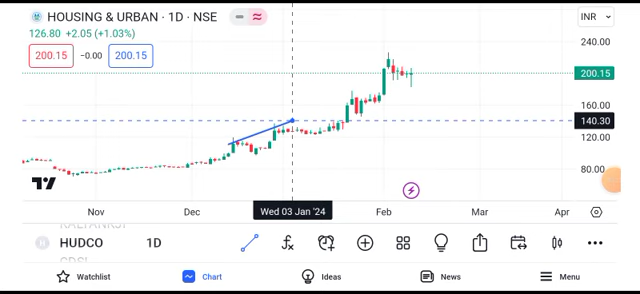 HOUSING & URBAN · 1D · NSE
INR
126.80 +2.05 (+1.03%)
200.15 −0.00 200.15
240.00
200.15
160.00
140.30
120.00
80.00
Nov Dec Wed 03 Jan '24 Feb Mar Apr
HUDCO 1D
Watchlist Chart Ideas News Menu